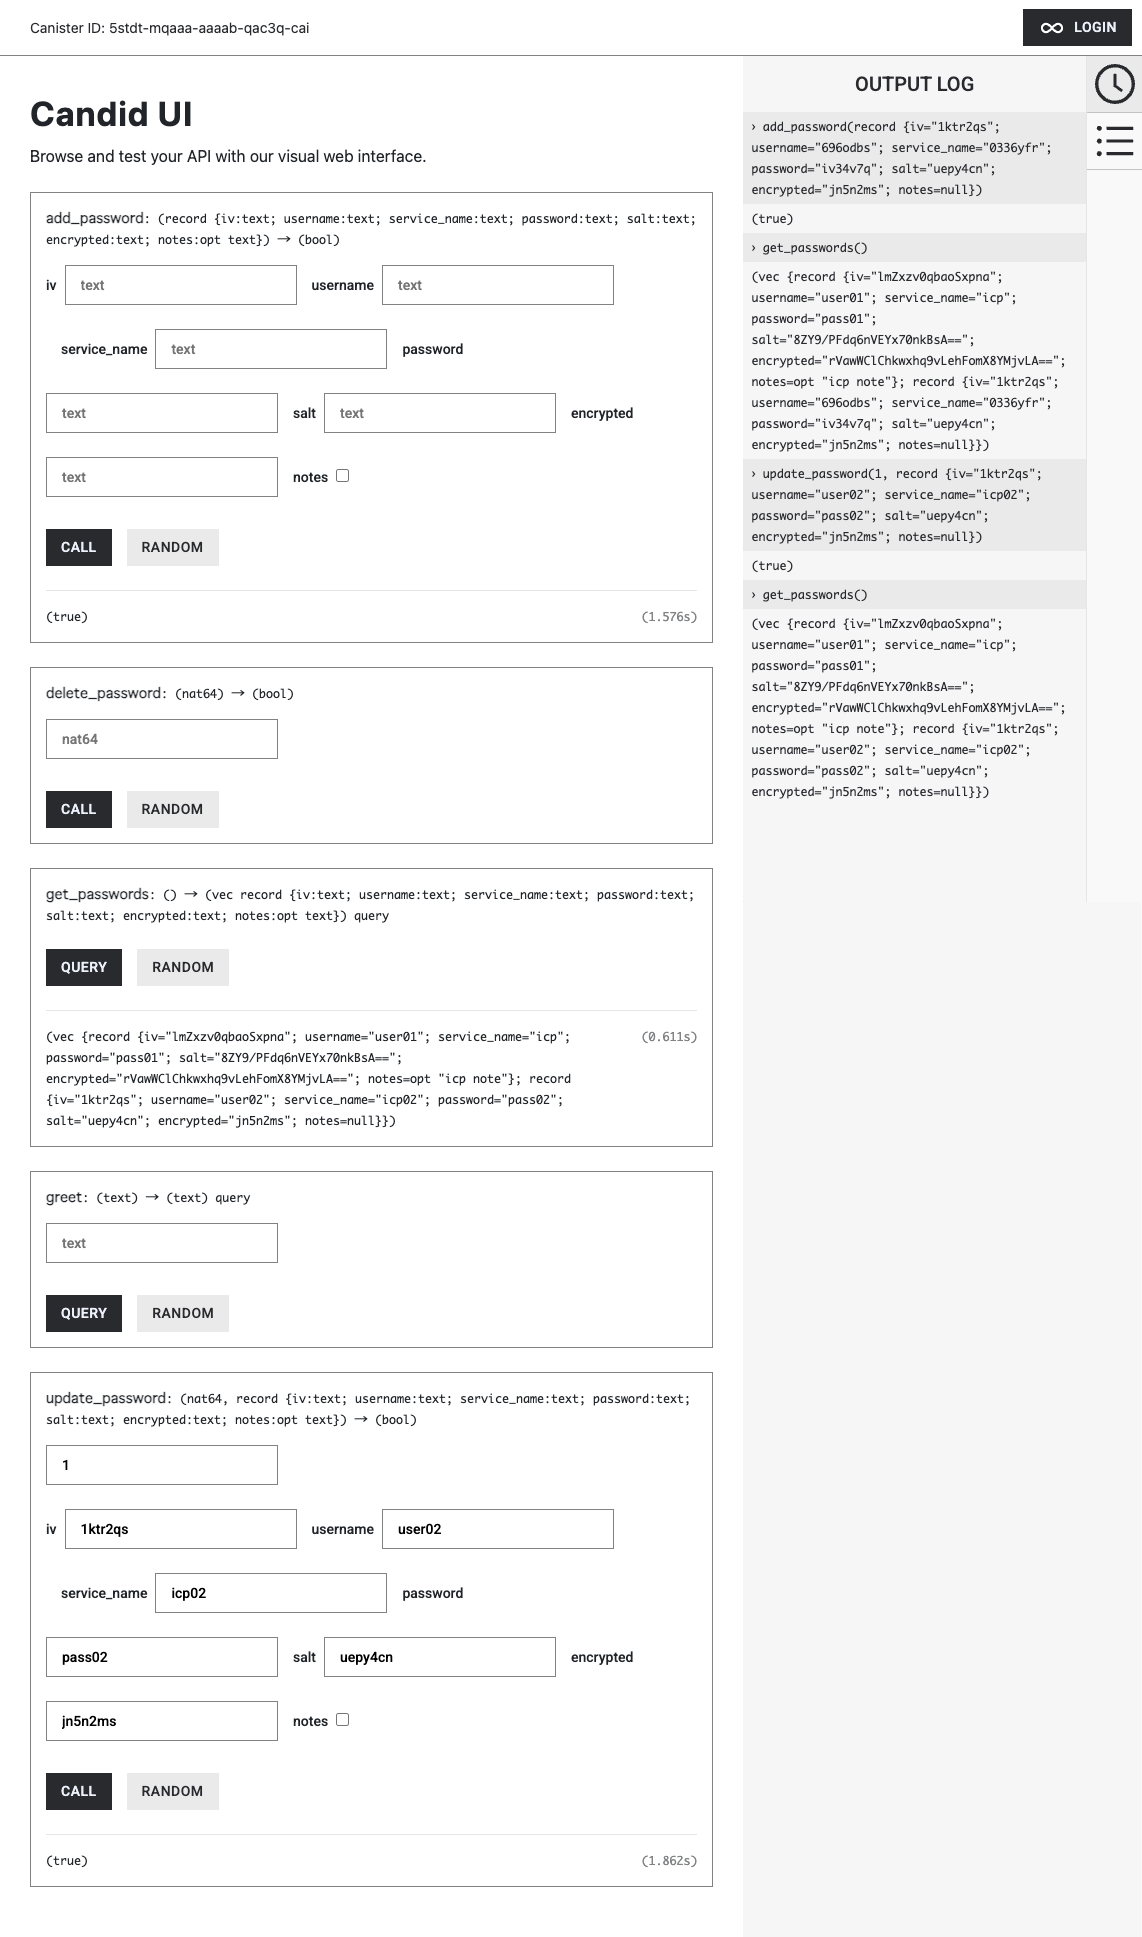 Canister ID: 5stdt-mqaaa-aaaab-qac3q-cai
LOGIN
Candid UI
Browse and test your API with our visual web interface.
add_password: (record {iv:text; username:text; service_name:text; password:text; salt:text;
encrypted:text; notes:opt text}) → (bool)
iv text username text
service_name text password
text salt text encrypted
text notes
CALL RANDOM
(true) (1.576s)
delete_password: (nat64) → (bool)
nat64
CALL RANDOM
get_passwords: () → (vec record {iv:text; username:text; service_name:text; password:text;
salt:text; encrypted:text; notes:opt text}) query
QUERY RANDOM
(vec {record {iv="lmZxzv0qbaoSxpna"; username="user01"; service_name="icp"; (0.611s)
password="pass01"; salt="8ZY9/PFdq6nVEYx70nkBsA==";
encrypted="rVawWClChkwxhq9vLehFomX8YMjvLA=="; notes=opt "icp note"}; record
{iv="1ktr2qs"; username="user02"; service_name="icp02"; password="pass02";
salt="uepy4cn"; encrypted="jn5n2ms"; notes=null}})
greet: (text) → (text) query
text
QUERY RANDOM
update_password: (nat64, record {iv:text; username:text; service_name:text; password:text;
salt:text; encrypted:text; notes:opt text}) → (bool)
1
iv 1ktr2qs username user02
service_name icp02 password
pass02 salt uepy4cn encrypted
jn5n2ms notes
CALL RANDOM
(true) (1.862s)
OUTPUT LOG
› add_password(record {iv="1ktr2qs";
username="696odbs"; service_name="0336yfr";
password="iv34v7q"; salt="uepy4cn";
encrypted="jn5n2ms"; notes=null})
(true)
› get_passwords()
(vec {record {iv="lmZxzv0qbaoSxpna";
username="user01"; service_name="icp";
password="pass01";
salt="8ZY9/PFdq6nVEYx70nkBsA==";
encrypted="rVawWClChkwxhq9vLehFomX8YMjvLA==";
notes=opt "icp note"}; record {iv="1ktr2qs";
username="696odbs"; service_name="0336yfr";
password="iv34v7q"; salt="uepy4cn";
encrypted="jn5n2ms"; notes=null}})
› update_password(1, record {iv="1ktr2qs";
username="user02"; service_name="icp02";
password="pass02"; salt="uepy4cn";
encrypted="jn5n2ms"; notes=null})
(true)
› get_passwords()
(vec {record {iv="lmZxzv0qbaoSxpna";
username="user01"; service_name="icp";
password="pass01";
salt="8ZY9/PFdq6nVEYx70nkBsA==";
encrypted="rVawWClChkwxhq9vLehFomX8YMjvLA==";
notes=opt "icp note"}; record {iv="1ktr2qs";
username="user02"; service_name="icp02";
password="pass02"; salt="uepy4cn";
encrypted="jn5n2ms"; notes=null}})